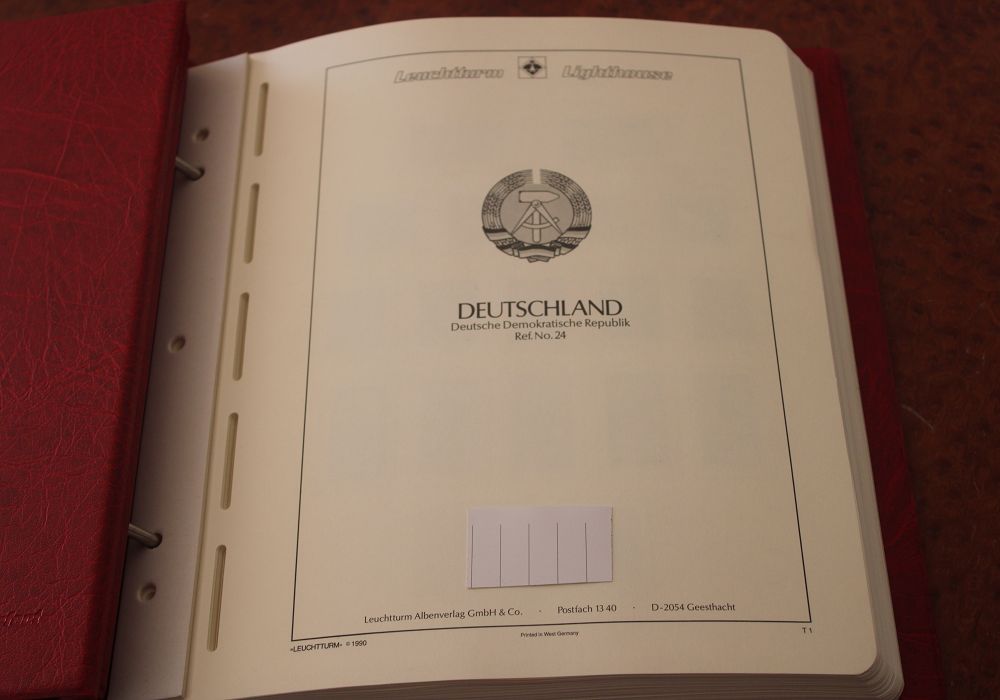 Leuchtturm Lighthouse
DEUTSCHLAND
Deutsche Demokratische Republik
Ref. No. 24
Leuchtturm Albenverlag GmbH & Co. · Postfach 13 40 · D-2054 Geesthacht
»LEUCHTTURM« © 1990
Printed in West Germany
T 1